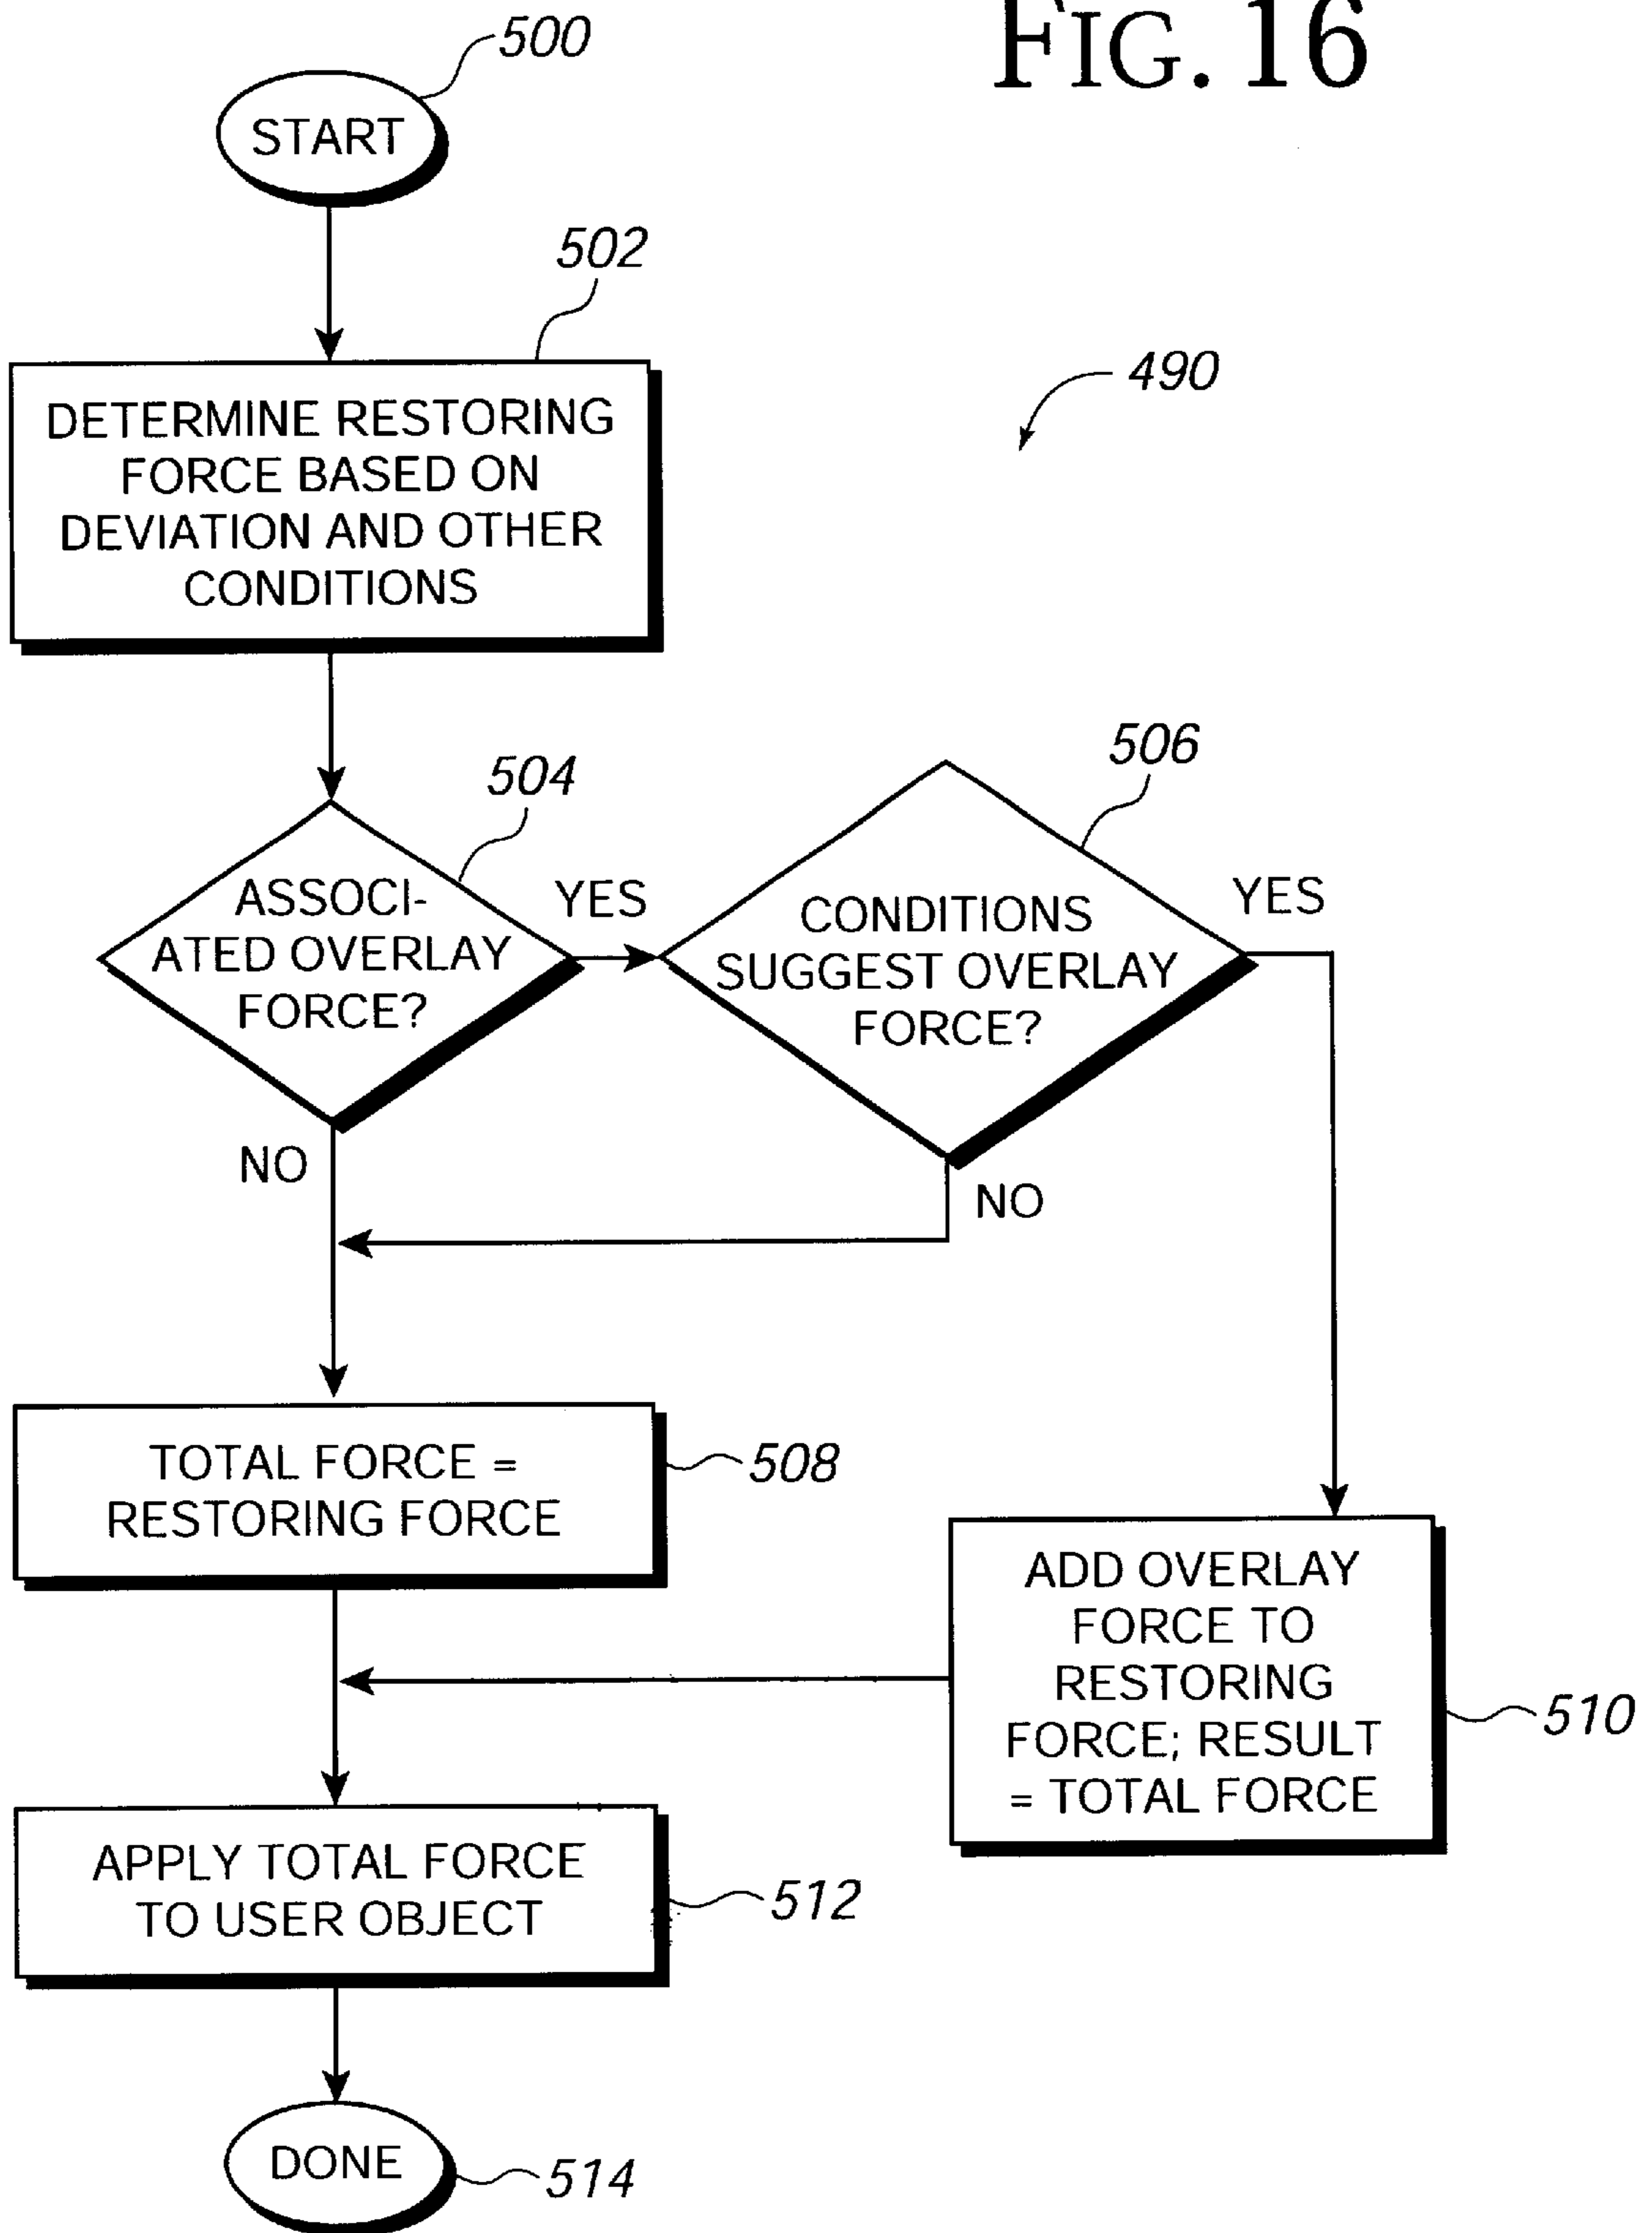 FIG. 16
500
START
502
490
DETERMINE RESTORING
FORCE BASED ON
DEVIATION AND OTHER
CONDITIONS
504
506
ASSOCI-
ATED OVERLAY
FORCE?
YES
CONDITIONS
SUGGEST OVERLAY
FORCE?
YES
NO
NO
TOTAL FORCE =
RESTORING FORCE
508
ADD OVERLAY
FORCE TO
RESTORING
FORCE; RESULT
= TOTAL FORCE
510
APPLY TOTAL FORCE
TO USER OBJECT
512
DONE
514